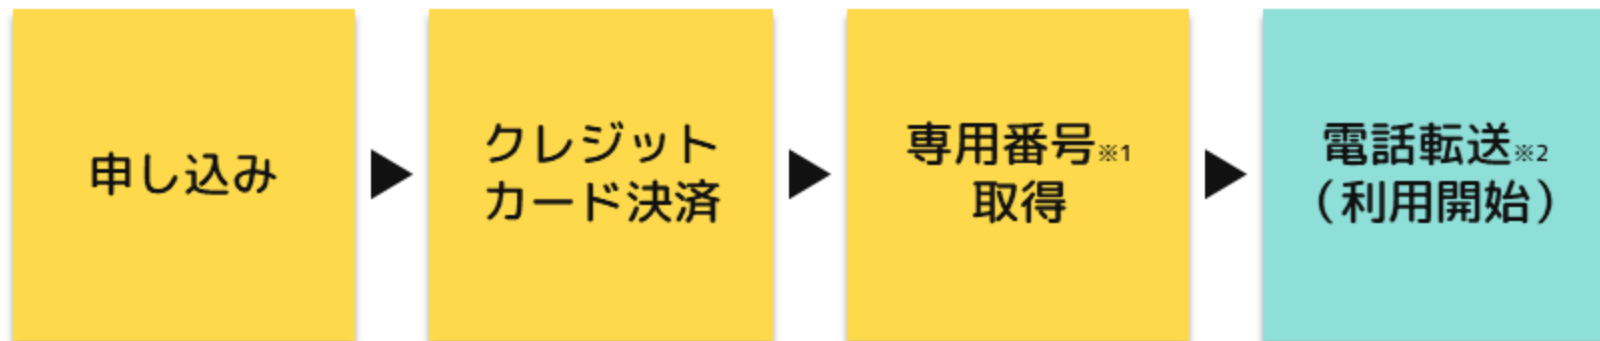 申し込み
クレジット
カード決済
専用番号※1
取得
電話転送※2
（利用開始）